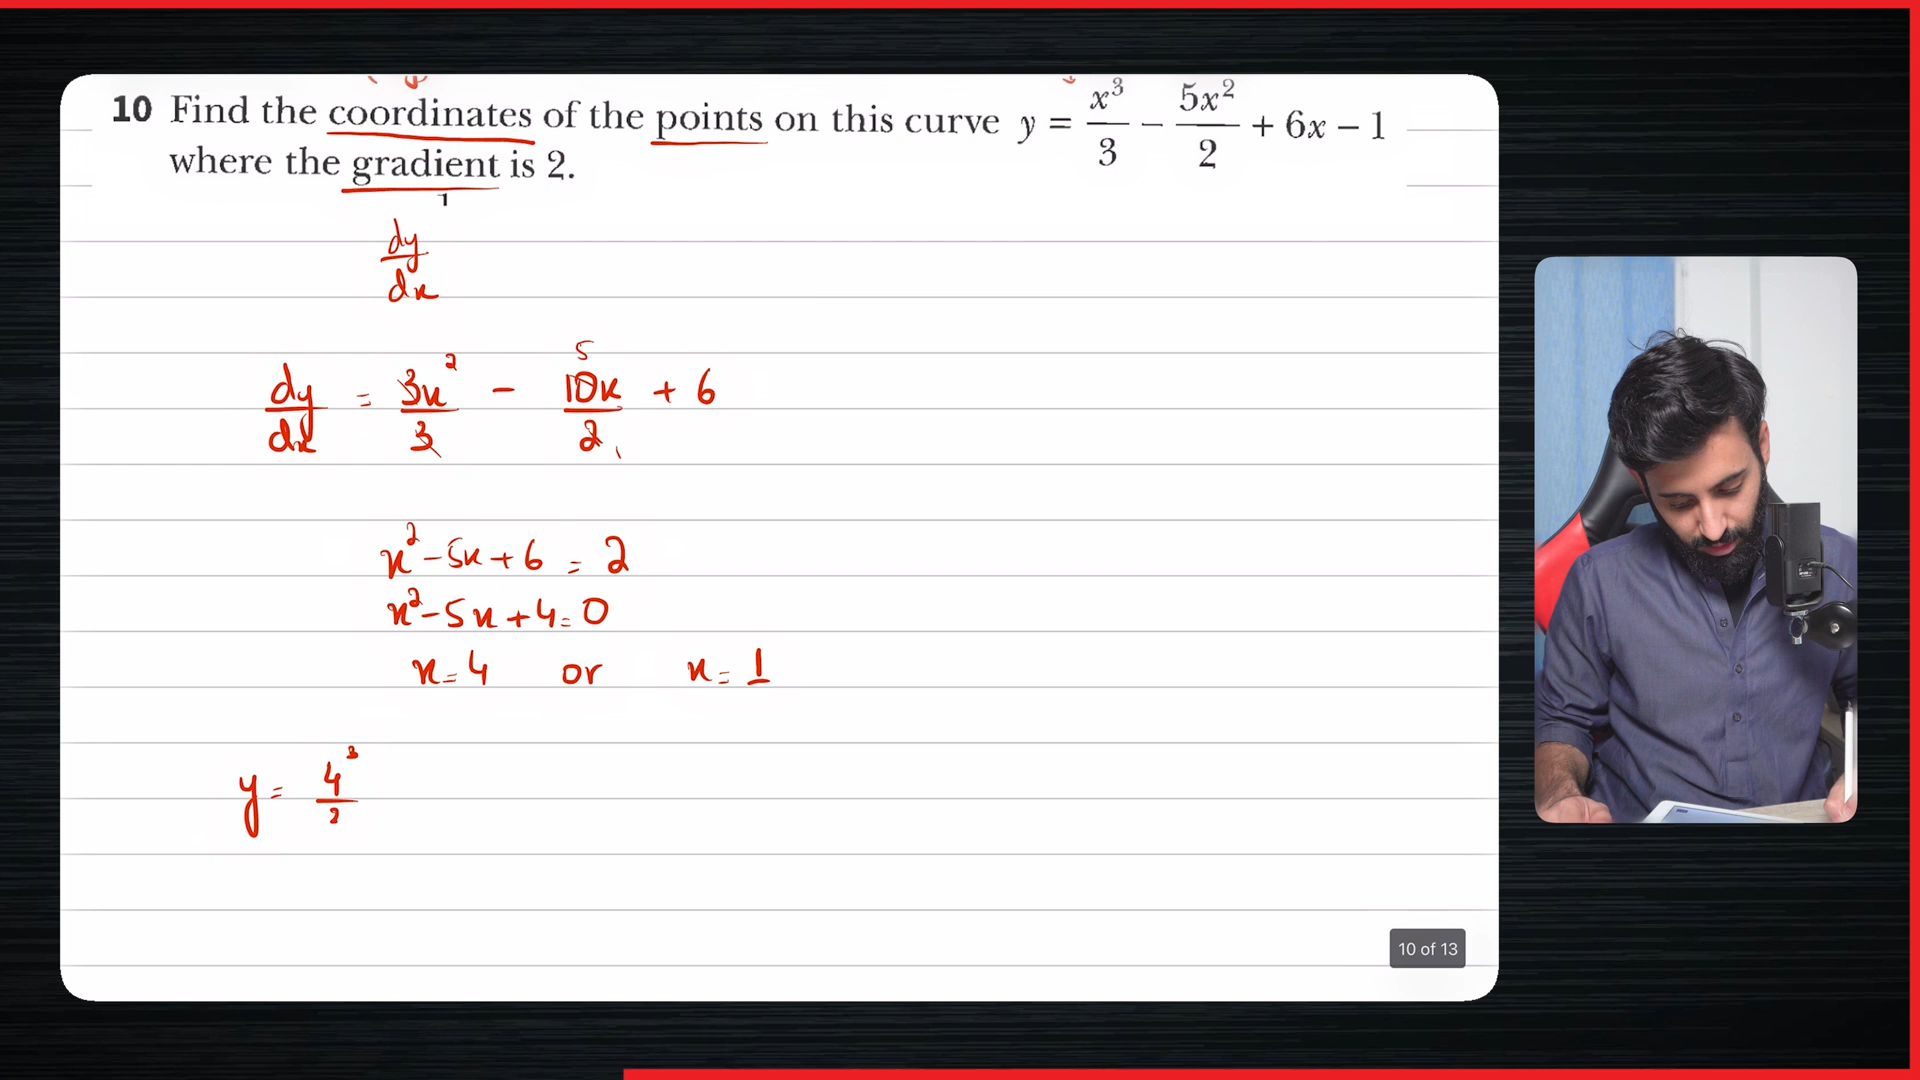 10 Find the coordinates of the points on this curve y = x³/3 − 5x²/2 + 6x − 1
where the gradient is 2.
dy/dx
dy/dx = 3x²/3 − 10x/2 + 6
5
1
x² − 5x + 6 = 2
x² − 5x + 4 = 0
x = 4 or x = 1
y = 4³/3
10 of 13